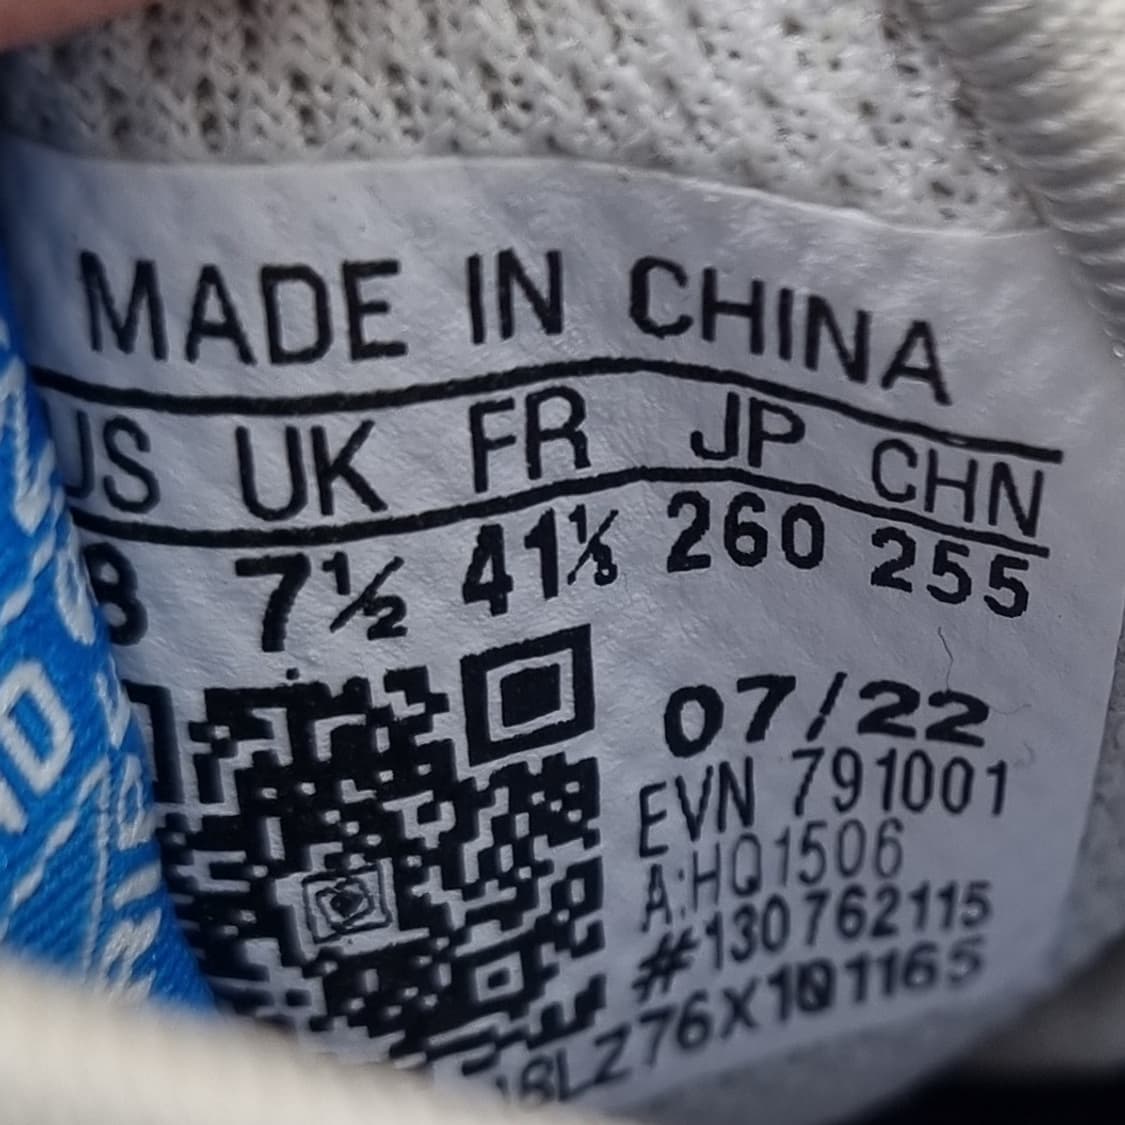 MADE IN CHINA
US UK FR JP CHN
8 7½ 41⅓ 260 255
07/22
EVN 791001
A:HQ1506
#130762115